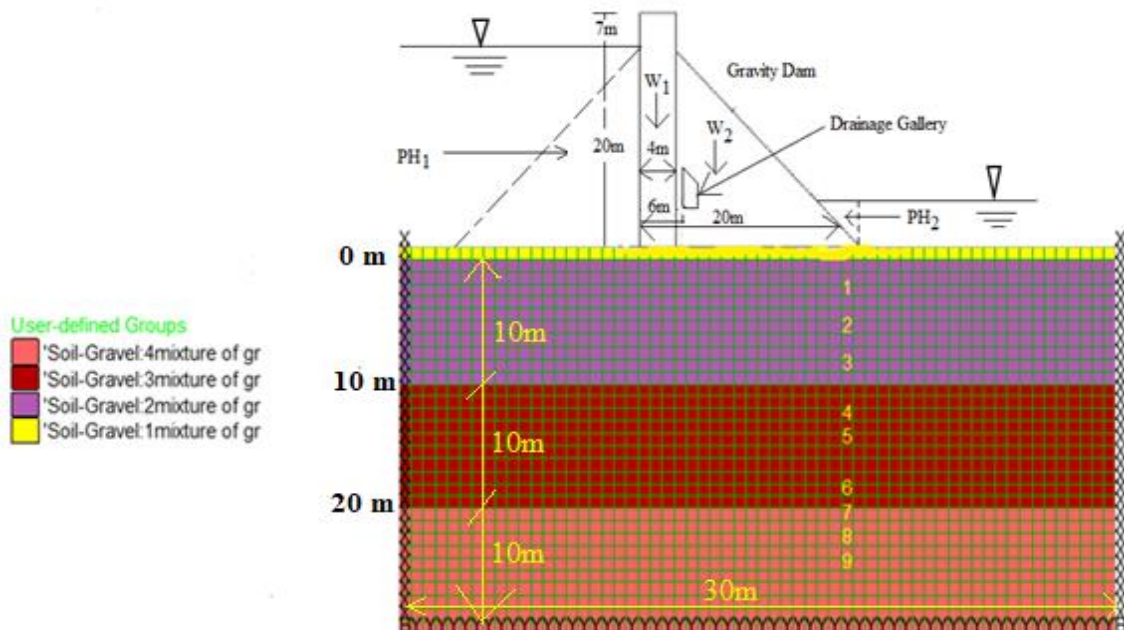 7m
Gravity Dam
W1
W2
Drainage Gallery
PH1
20m
4m
6m
20m
PH2
0 m
10m
10 m
10m
20 m
10m
30m
1
2
3
4
5
6
7
8
9
User-defined Groups
'Soil-Gravel:4mixture of gr
'Soil-Gravel:3mixture of gr
'Soil-Gravel:2mixture of gr
'Soil-Gravel:1mixture of gr